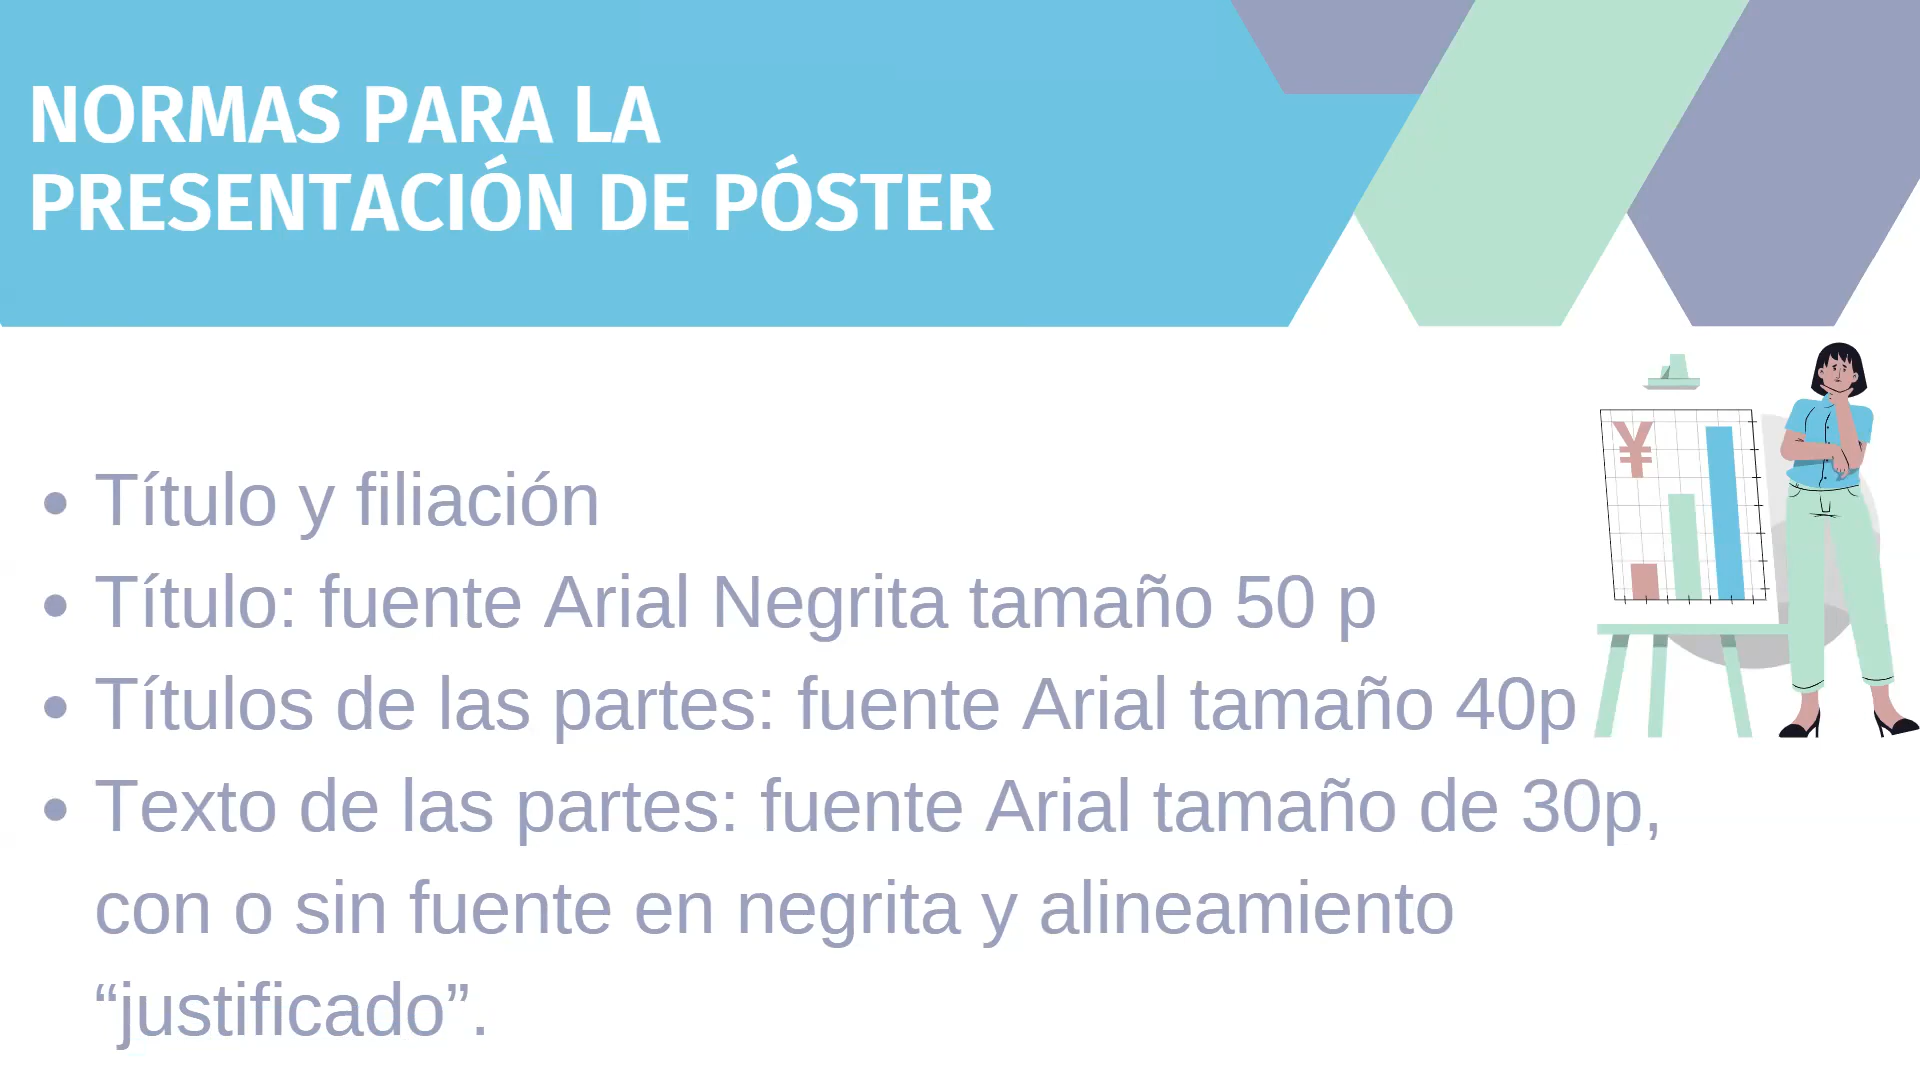 NORMAS PARA LA
PRESENTACIÓN DE PÓSTER
¥
• Título y filiación
• Título: fuente Arial Negrita tamaño 50 p
• Títulos de las partes: fuente Arial tamaño 40p
• Texto de las partes: fuente Arial tamaño de 30p,
con o sin fuente en negrita y alineamiento
“justificado”.